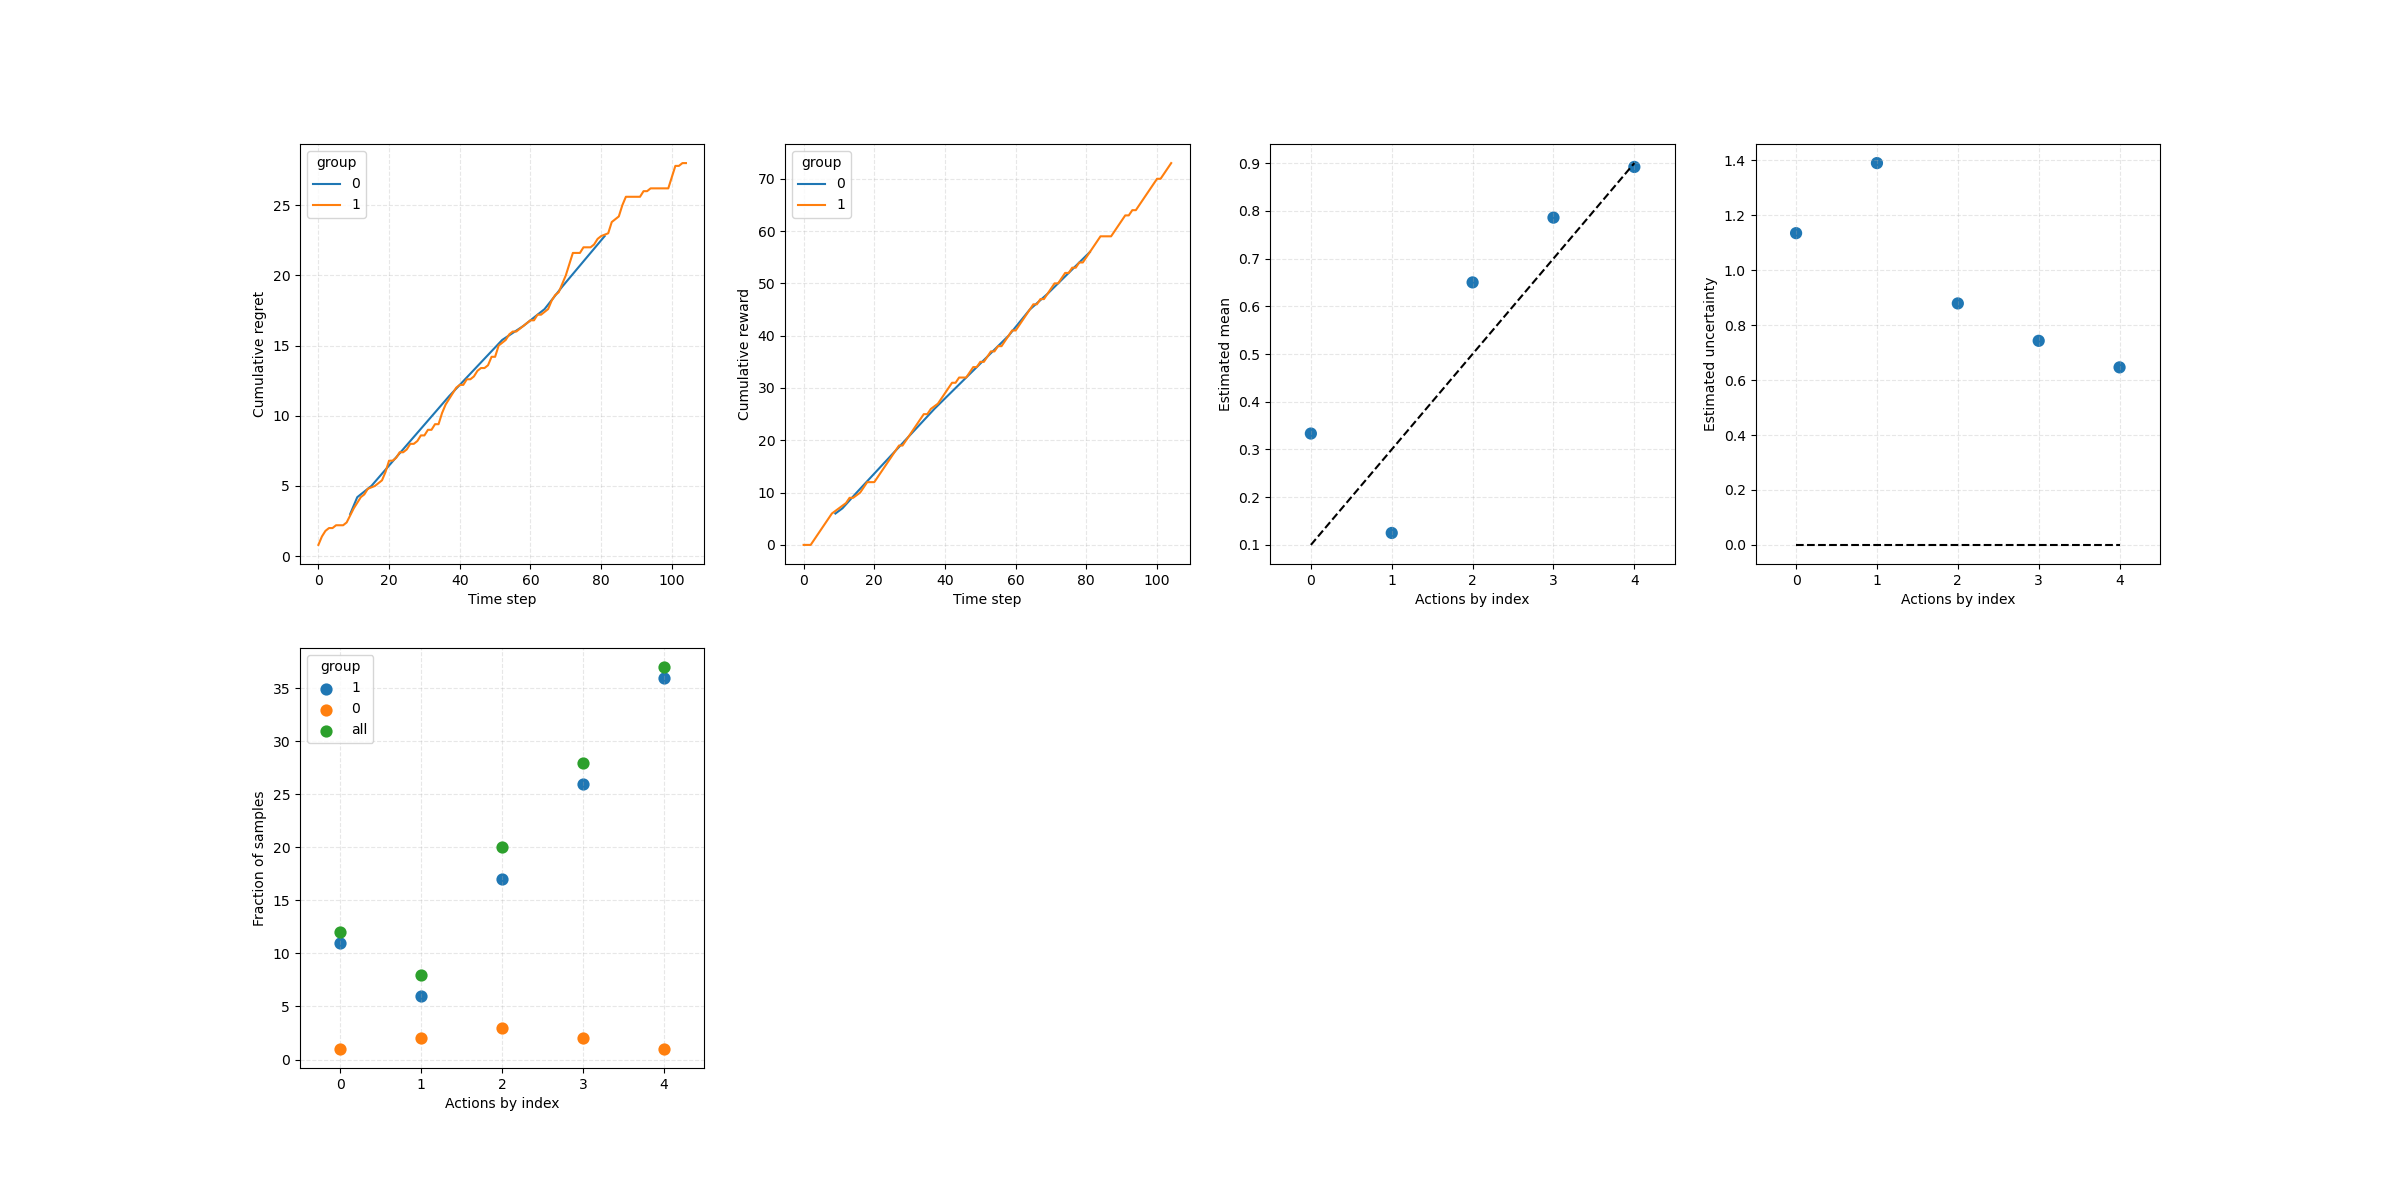 group
0
1
25
20
15
10
5
0
Cumulative regret
0 20 40 60 80 100
Time step
group
0
1
70
60
50
40
30
20
10
0
Cumulative reward
0 20 40 60 80 100
Time step
0.9
0.8
0.7
0.6
0.5
0.4
0.3
0.2
0.1
Estimated mean
0 1 2 3 4
Actions by index
1.4
1.2
1.0
0.8
0.6
0.4
0.2
0.0
Estimated uncertainty
0 1 2 3 4
Actions by index
group
1
0
all
35
30
25
20
15
10
5
0
Fraction of samples
0 1 2 3 4
Actions by index